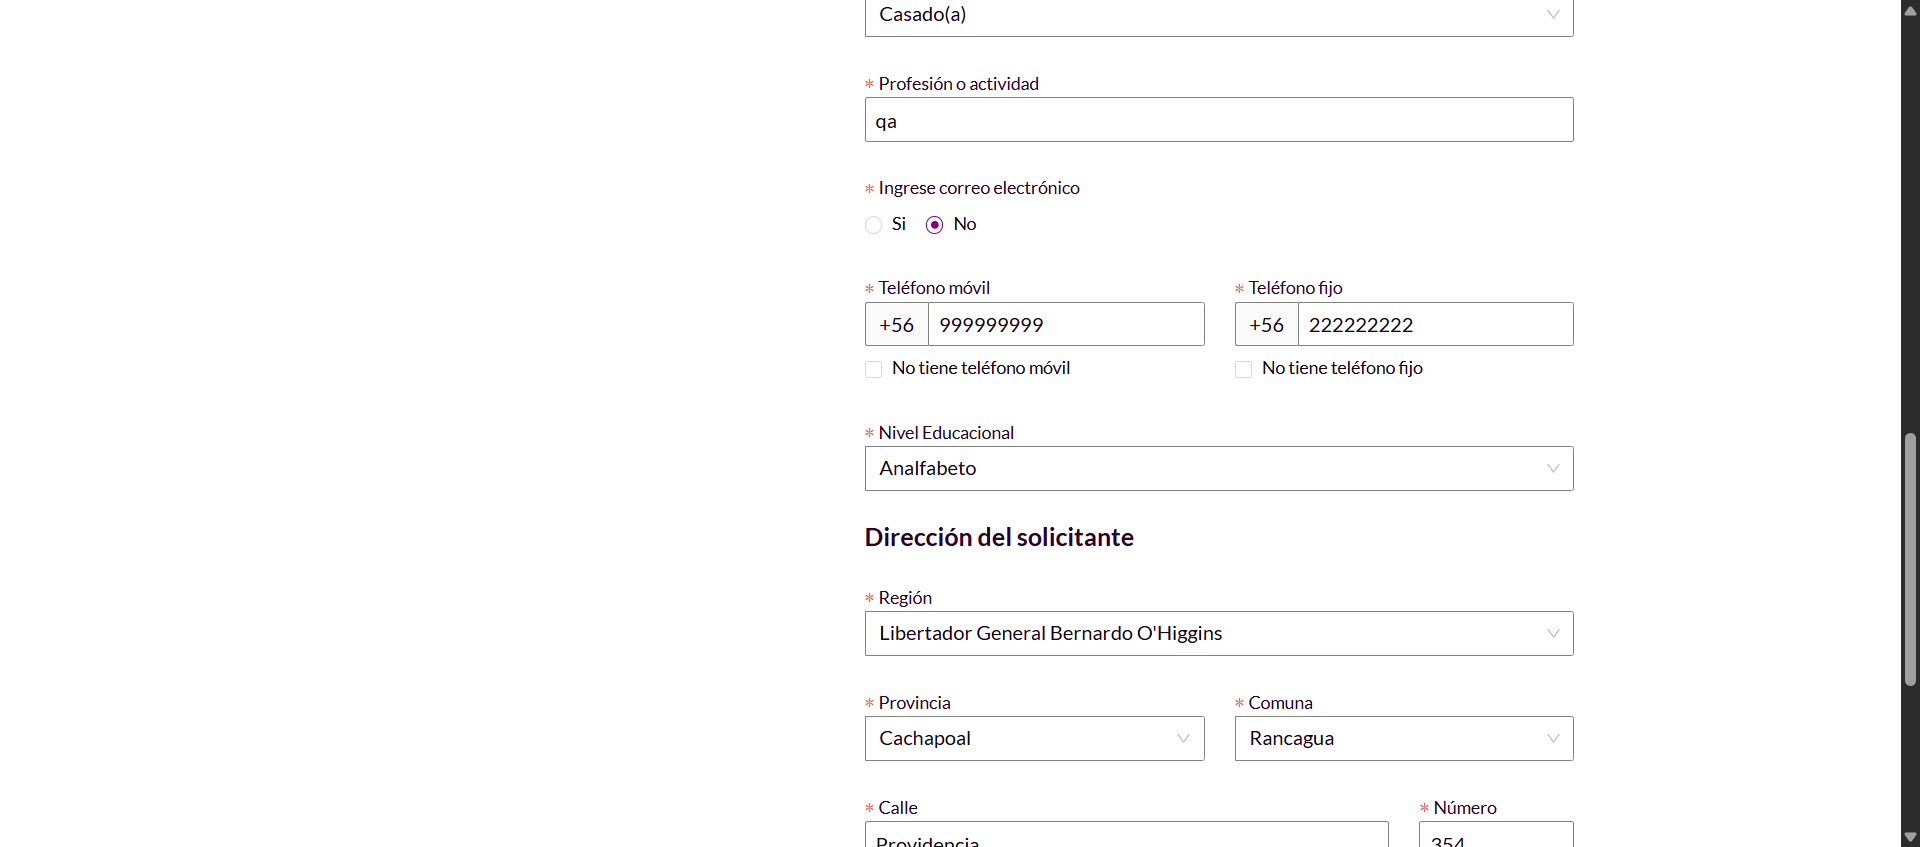 Casado(a)
* Profesión o actividad
qa
* Ingrese correo electrónico
Si No
* Teléfono móvil * Teléfono fijo
+56 999999999 +56 222222222
No tiene teléfono móvil No tiene teléfono fijo
* Nivel Educacional
Analfabeto
Dirección del solicitante
* Región
Libertador General Bernardo O'Higgins
* Provincia * Comuna
Cachapoal Rancagua
* Calle * Número
Providencia 354